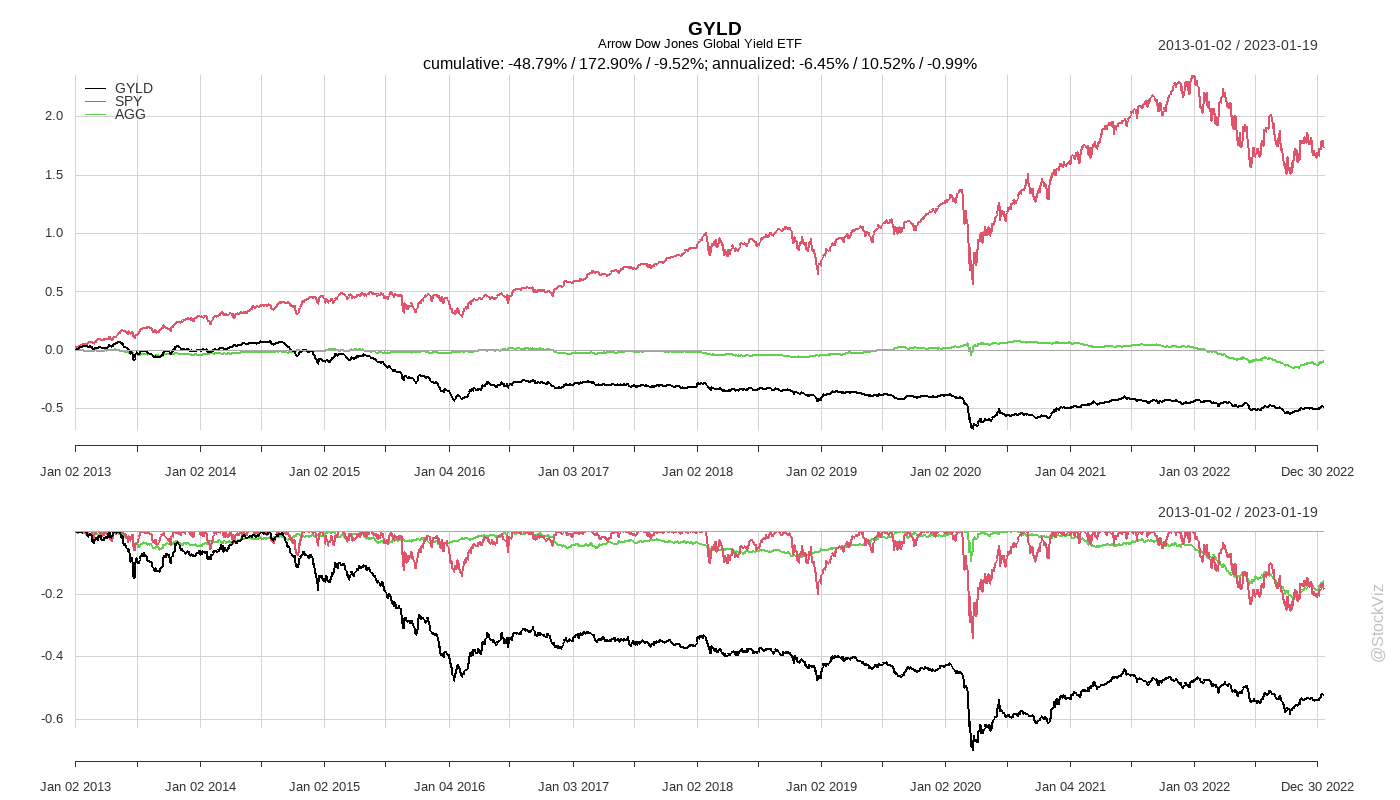 GYLD
Arrow Dow Jones Global Yield ETF
2013-01-02 / 2023-01-19
cumulative: -48.79% / 172.90% / -9.52%; annualized: -6.45% / 10.52% / -0.99%
GYLD
SPY
AGG
2.0
1.5
1.0
0.5
0.0
-0.5
Jan 02 2013 Jan 02 2014 Jan 02 2015 Jan 04 2016 Jan 03 2017 Jan 02 2018 Jan 02 2019 Jan 02 2020 Jan 04 2021 Jan 03 2022 Dec 30 2022
2013-01-02 / 2023-01-19
-0.2
-0.4
-0.6
Jan 02 2013 Jan 02 2014 Jan 02 2015 Jan 04 2016 Jan 03 2017 Jan 02 2018 Jan 02 2019 Jan 02 2020 Jan 04 2021 Jan 03 2022 Dec 30 2022
@StockViz